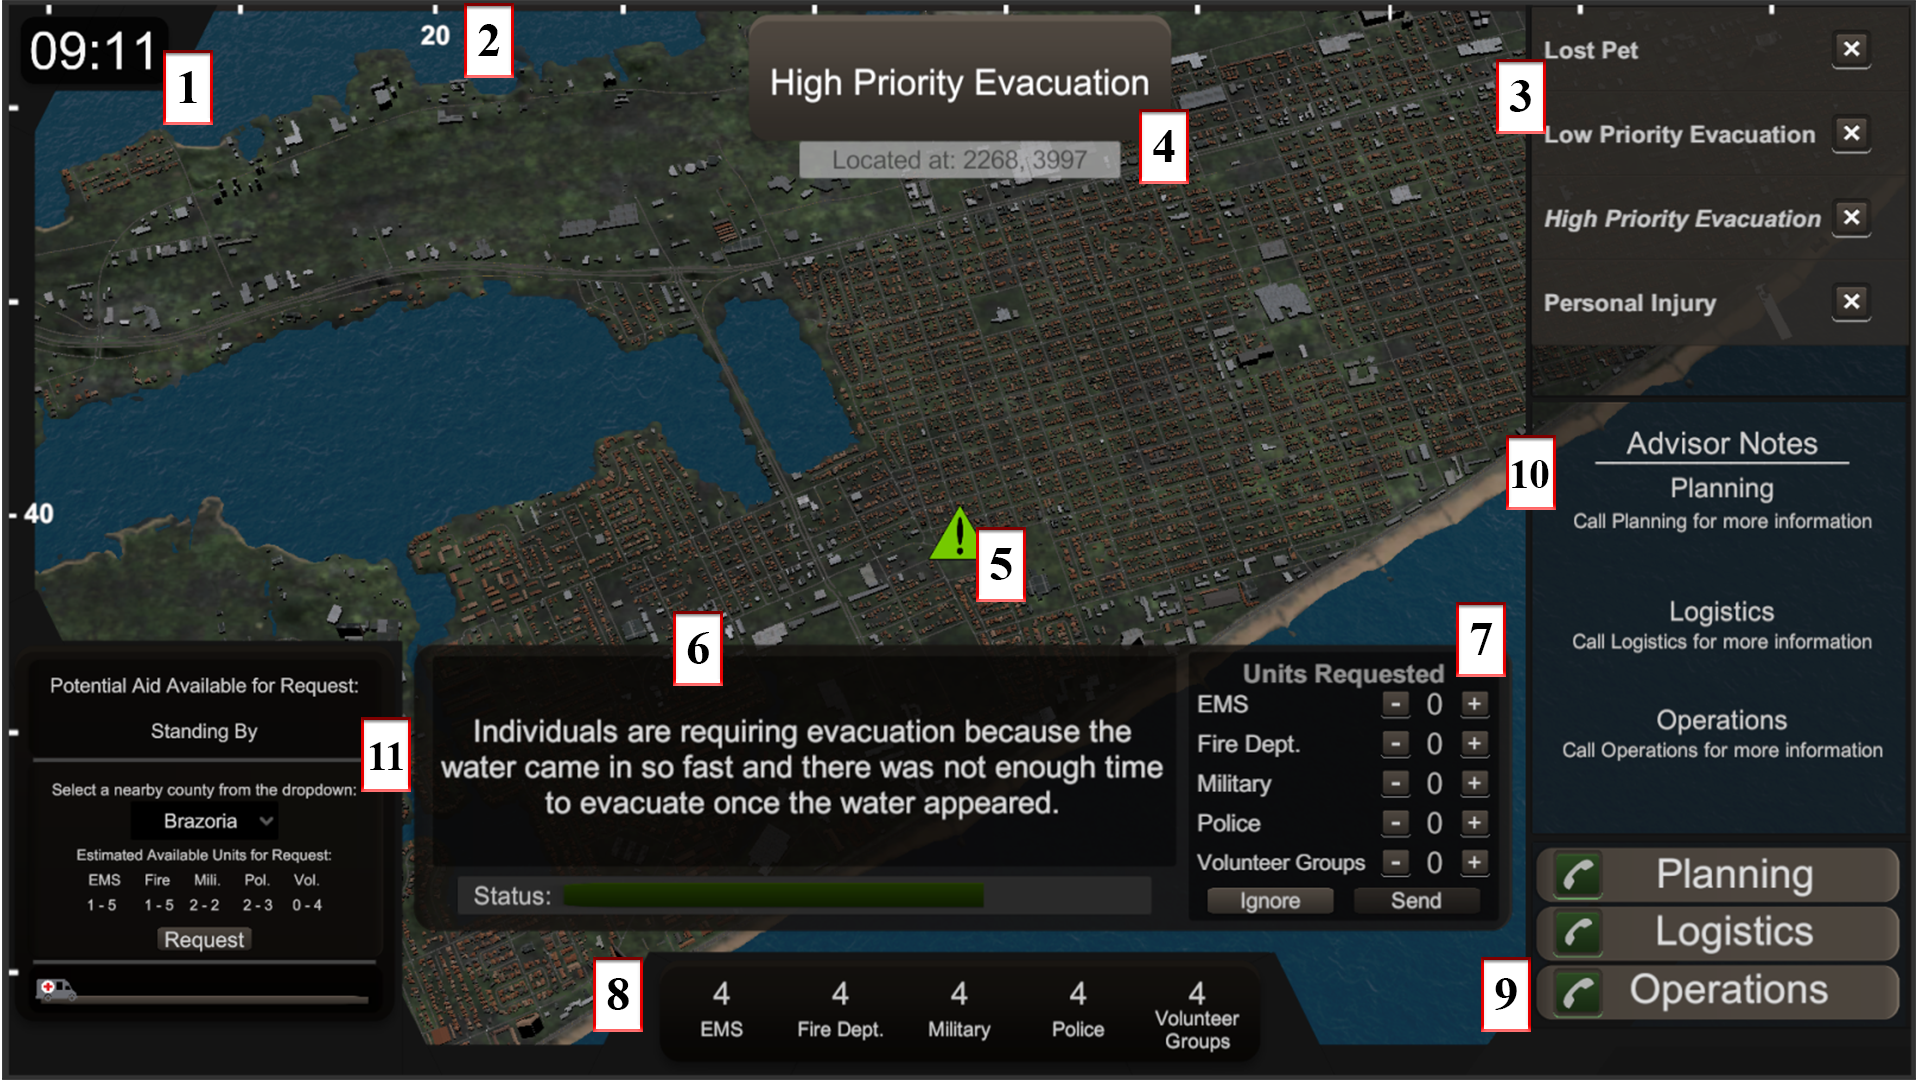 09:11
1
20
2
High Priority Evacuation
Located at: 2268, 3997
4
3
Lost Pet
Low Priority Evacuation
High Priority Evacuation
Personal Injury
40
5
10
Advisor Notes
Planning
Call Planning for more information
Logistics
Call Logistics for more information
Operations
Call Operations for more information
6
Individuals are requiring evacuation because the
water came in so fast and there was not enough time
to evacuate once the water appeared.
Status:
7
Units Requested
EMS - 0 +
Fire Dept. - 0 +
Military - 0 +
Police - 0 +
Volunteer Groups - 0 +
Ignore Send
Potential Aid Available for Request:
Standing By
11
Select a nearby county from the dropdown:
Brazoria
Estimated Available Units for Request:
EMS Fire Mili. Pol. Vol.
1 - 5 1 - 5 2 - 2 2 - 3 0 - 4
Request
8
4 4 4 4 4
EMS Fire Dept. Military Police Volunteer
Groups
9
Planning
Logistics
Operations